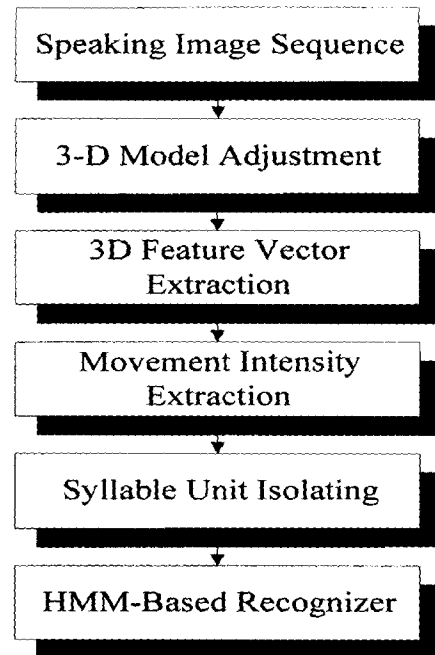 Speaking Image Sequence
3-D Model Adjustment
3D Feature Vector
Extraction
Movement Intensity
Extraction
Syllable Unit Isolating
HMM-Based Recognizer